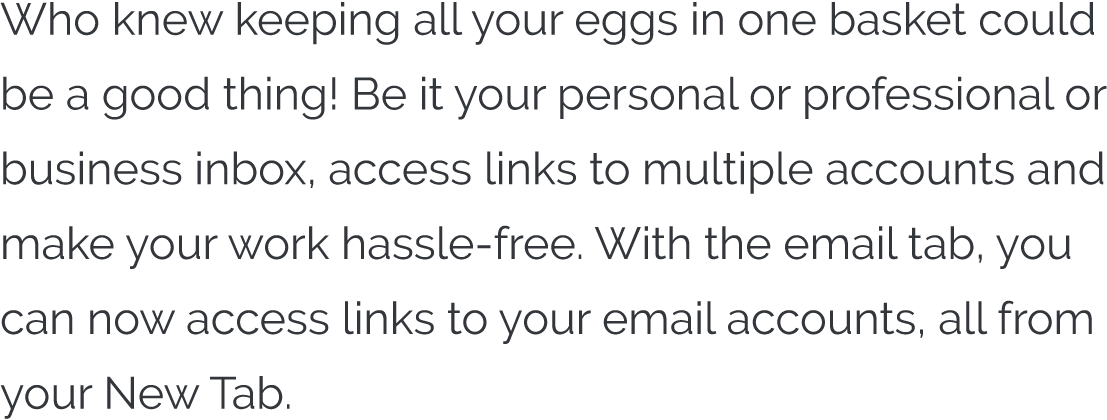 Who knew keeping all your eggs in one basket could
be a good thing! Be it your personal or professional or
business inbox, access links to multiple accounts and
make your work hassle-free. With the email tab, you
can now access links to your email accounts, all from
your New Tab.